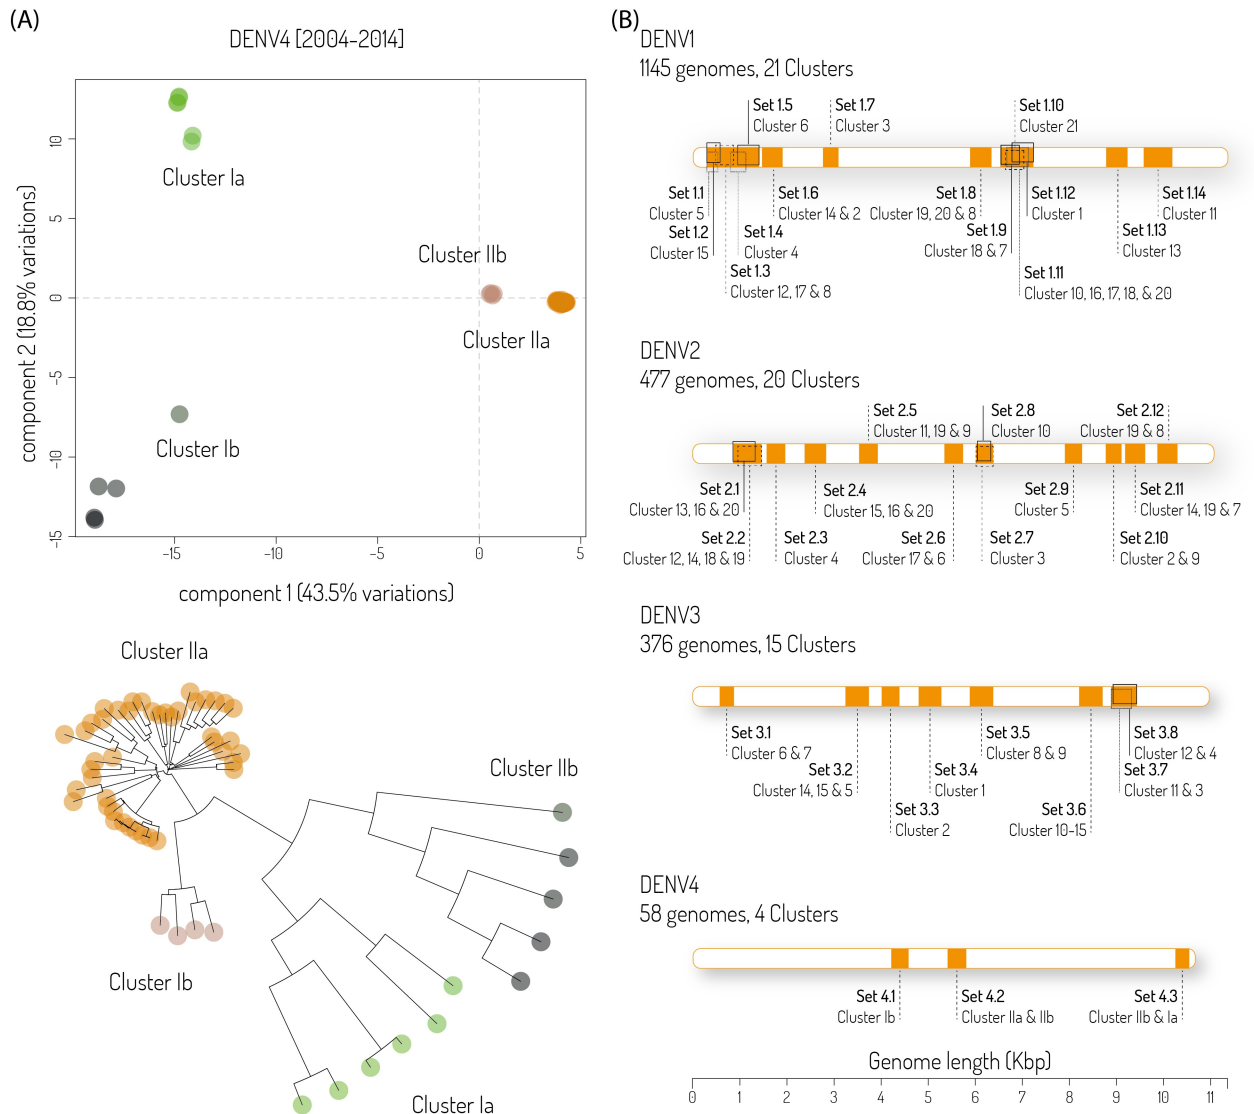 (A)
DENV4 [2004-2014]
10
5
0
-5
-10
-15
component 2 (18.8% variations)
Cluster Ia
Cluster IIb
Cluster IIa
Cluster Ib
-15
-10
-5
0
5
component 1 (43.5% variations)
Cluster IIa
Cluster IIb
Cluster Ib
Cluster Ia
(B)
DENV1
1145 genomes, 21 Clusters
Set 1.5
Cluster 6
Set 1.7
Cluster 3
Set 1.10
Cluster 21
Set 1.1
Cluster 5
Set 1.2
Cluster 15
Set 1.3
Cluster 12, 17 & 8
Set 1.4
Cluster 4
Set 1.6
Cluster 14 & 2
Set 1.8
Cluster 19, 20 & 8
Set 1.9
Cluster 18 & 7
Set 1.11
Cluster 10, 16, 17, 18, & 20
Set 1.12
Cluster 1
Set 1.13
Cluster 13
Set 1.14
Cluster 11
DENV2
477 genomes, 20 Clusters
Set 2.5
Cluster 11, 19 & 9
Set 2.8
Cluster 10
Set 2.12
Cluster 19 & 8
Set 2.1
Cluster 13, 16 & 20
Set 2.2
Cluster 12, 14, 18 & 19
Set 2.3
Cluster 4
Set 2.4
Cluster 15, 16 & 20
Set 2.6
Cluster 17 & 6
Set 2.7
Cluster 3
Set 2.9
Cluster 5
Set 2.10
Cluster 2 & 9
Set 2.11
Cluster 14, 19 & 7
DENV3
376 genomes, 15 Clusters
Set 3.1
Cluster 6 & 7
Set 3.2
Cluster 14, 15 & 5
Set 3.3
Cluster 2
Set 3.4
Cluster 1
Set 3.5
Cluster 8 & 9
Set 3.6
Cluster 10-15
Set 3.8
Cluster 12 & 4
Set 3.7
Cluster 11 & 3
DENV4
58 genomes, 4 Clusters
Set 4.1
Cluster Ib
Set 4.2
Cluster IIa & IIb
Set 4.3
Cluster IIb & Ia
Genome length (Kbp)
0 1 2 3 4 5 6 7 8 9 10 11